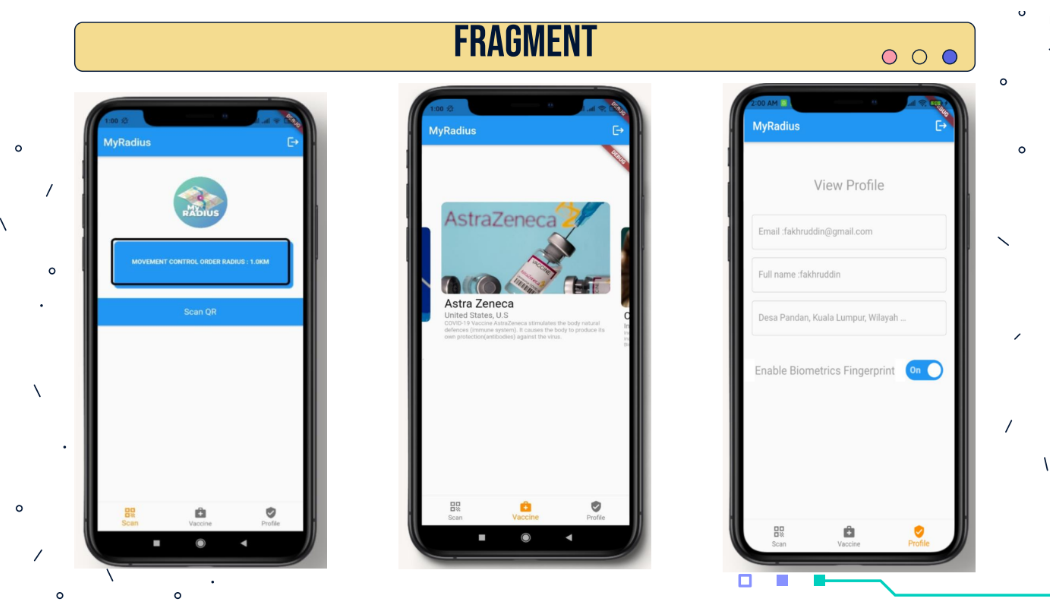 FRAGMENT
1:00
DEBUG
MyRadius
MY
RADIUS
MOVEMENT CONTROL ORDER RADIUS : 1.0KM
Scan QR
Scan
Vaccine
Profile
1:00
MyRadius
DEBUG
AstraZeneca
VACCINE
Astra Zeneca
United States, U.S
COVID-19 Vaccine AstraZeneca stimulates the body natural
defences (immune system). It causes the body to produce its
own protection(antibodies) against the virus.
Scan
Vaccine
Profile
2:00 AM
MyRadius
View Profile
Email :fakhruddin@gmail.com
Full name :fakhruddin
Desa Pandan, Kuala Lumpur, Wilayah ...
Enable Biometrics Fingerprint
On
Scan
Vaccine
Profile